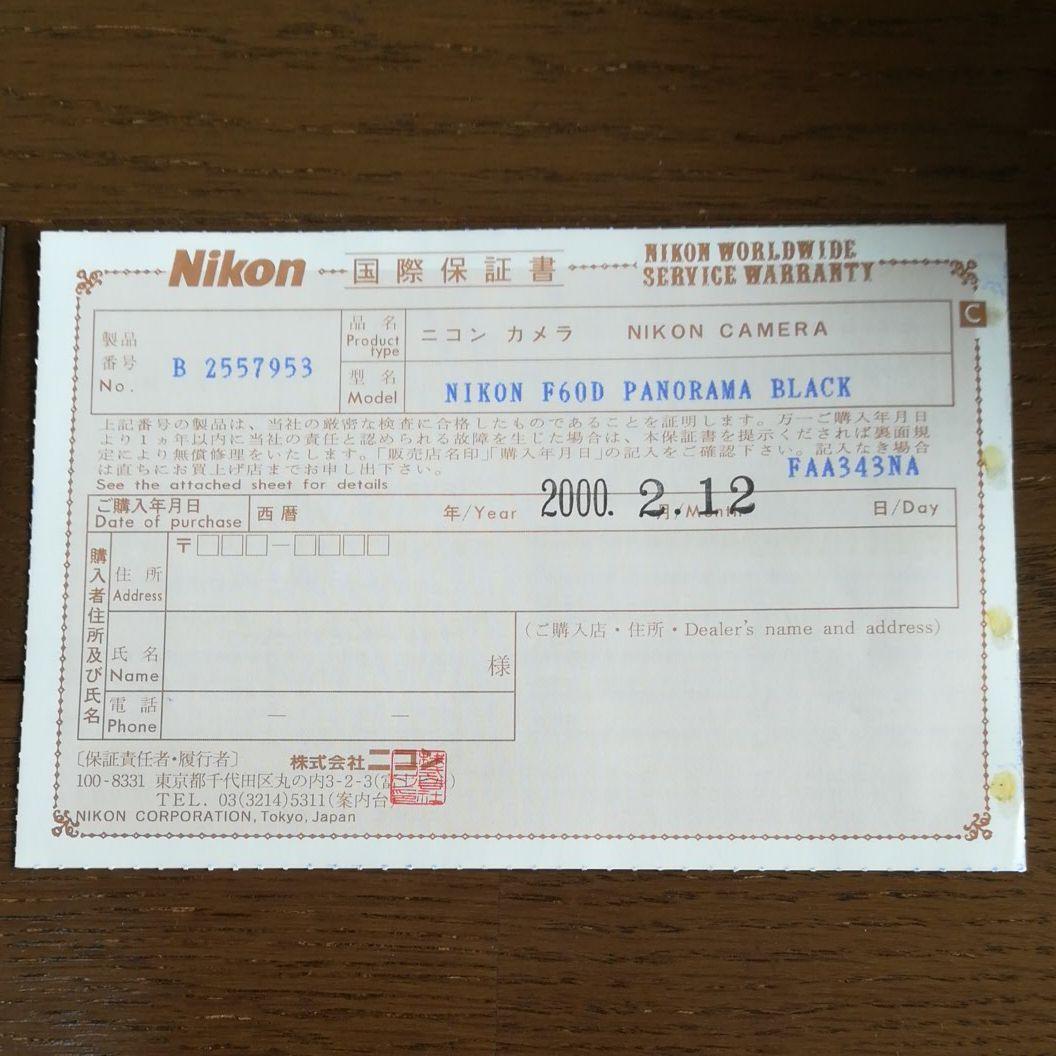 Nikon 国際保証書 NIKON WORLDWIDE
SERVICE WARRANTY
C
製品
番号
No. B 2557953
品名
Product type ニコン カメラ NIKON CAMERA
型名
Model NIKON F60D PANORAMA BLACK
上記番号の製品は、当社の厳密な検査に合格したものであることを証明します。万一ご購入年月日
より1ヵ年以内に当社の責任と認められる故障を生じた場合は、本保証書を提示くだされば裏面規
定により無償修理をいたします。「販売店名印」「購入年月日」の記入をご確認下さい。記入なき場合
は直ちにお買上げ店までお申し出下さい。
See the attached sheet for details
FAA343NA
ご購入年月日
Date of purchase 西暦 年/Year 2000. 2.12 月/Month 日/Day
購入者住所及び氏名
〒
住所
Address
氏名
Name 様
電話
Phone — —
(ご購入店・住所・Dealer's name and address)
〔保証責任者・履行者〕 株式会社ニコン
100-8331 東京都千代田区丸の内3-2-3(富士
TEL. 03(3214)5311(案内台
NIKON CORPORATION, Tokyo, Japan